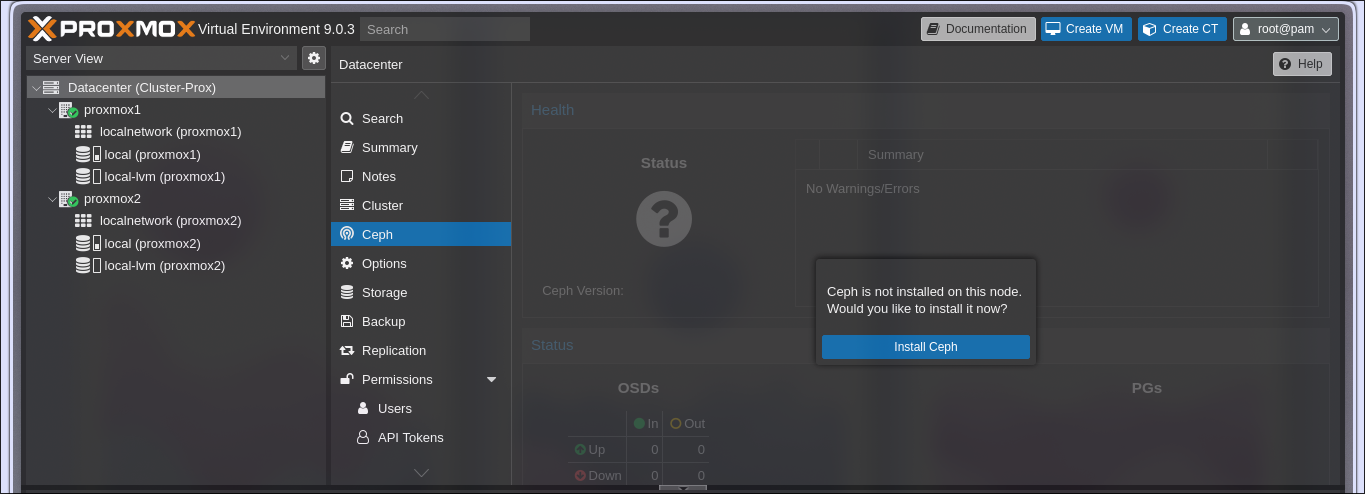 PROXMOX Virtual Environment 9.0.3 Search Documentation Create VM Create CT root@pam
Server View
Datacenter (Cluster-Prox)
proxmox1
localnetwork (proxmox1)
local (proxmox1)
local-lvm (proxmox1)
proxmox2
localnetwork (proxmox2)
local (proxmox2)
local-lvm (proxmox2)
Datacenter Help
Search
Summary
Notes
Cluster
Ceph
Options
Storage
Backup
Replication
Permissions
Users
API Tokens
Health
Status
Summary
No Warnings/Errors
Ceph Version:
Ceph is not installed on this node.
Would you like to install it now?
Install Ceph
Status
OSDs
In Out
Up 0 0
Down 0 0
PGs